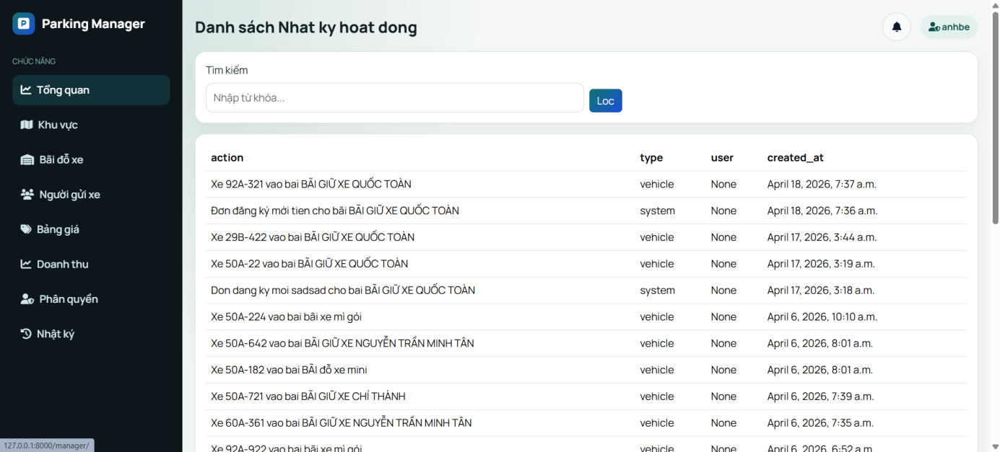 Parking Manager
CHỨC NĂNG
Tổng quan
Khu vực
Bãi đỗ xe
Người gửi xe
Bảng giá
Doanh thu
Phân quyền
Nhật ký
127.0.0.1:8000/manager/
Danh sách Nhat ky hoat dong
anhbe
Tìm kiếm
Nhập từ khóa...
Loc
action type user created_at
Xe 92A-321 vao bai BÃI GIỮ XE QUỐC TOÀN vehicle None April 18, 2026, 7:37 a.m.
Đơn đăng ký mới tien cho bãi BÃI GIỮ XE QUỐC TOÀN system None April 18, 2026, 7:36 a.m.
Xe 29B-422 vao bai BÃI GIỮ XE QUỐC TOÀN vehicle None April 17, 2026, 3:44 a.m.
Xe 50A-22 vao bai BÃI GIỮ XE QUỐC TOÀN vehicle None April 17, 2026, 3:19 a.m.
Don dang ky moi sadsad cho bai BÃI GIỮ XE QUỐC TOÀN system None April 17, 2026, 3:18 a.m.
Xe 50A-224 vao bai bãi xe mì gói vehicle None April 6, 2026, 10:10 a.m.
Xe 50A-642 vao bai BÃI GIỮ XE NGUYỄN TRẦN MINH TÂN vehicle None April 6, 2026, 8:01 a.m.
Xe 50A-182 vao bai BÃI đỗ xe mini vehicle None April 6, 2026, 8:01 a.m.
Xe 50A-721 vao bai BÃI GIỮ XE CHÍ THÀNH vehicle None April 6, 2026, 7:39 a.m.
Xe 60A-361 vao bai BÃI GIỮ XE NGUYỄN TRẦN MINH TÂN vehicle None April 6, 2026, 7:35 a.m.
Xe 92A-922 vao bai bãi xe mì gói vehicle None April 6, 2026, 6:52 a.m.